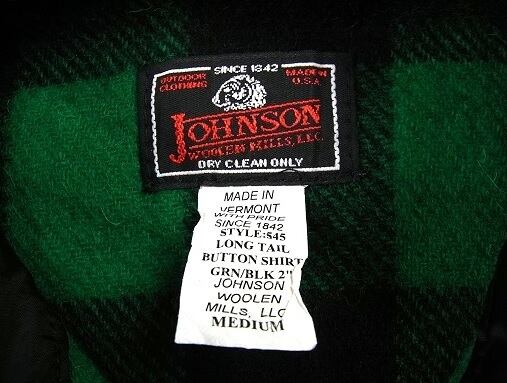 SINCE 1842
OUTDOOR CLOTHING
MADE IN U.S.A.
JOHNSON
WOOLEN MILLS, LLC.
DRY CLEAN ONLY
MADE IN
VERMONT
WITH PRIDE
SINCE 1842
STYLE:545
LONG TAIL
BUTTON SHIRT
GRN/BLK 2"
JOHNSON
WOOLEN
MILLS, LLC
MEDIUM